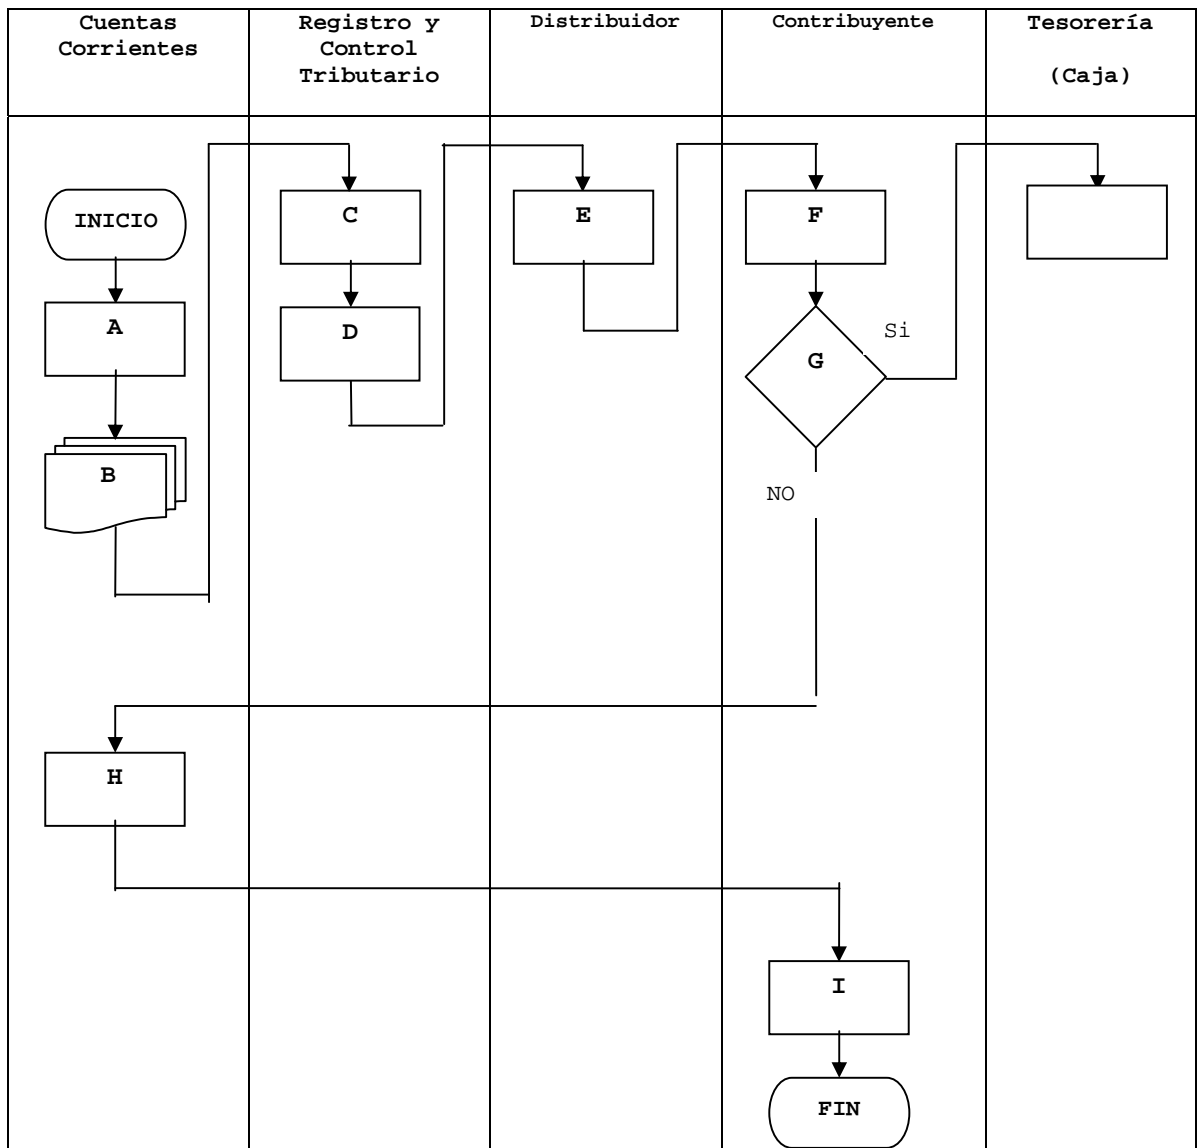 Cuentas
Corrientes
Registro y
Control
Tributario
Distribuidor
Contribuyente
Tesorería
(Caja)
INICIO
A
B
C
D
E
F
G
Si
NO
H
I
FIN